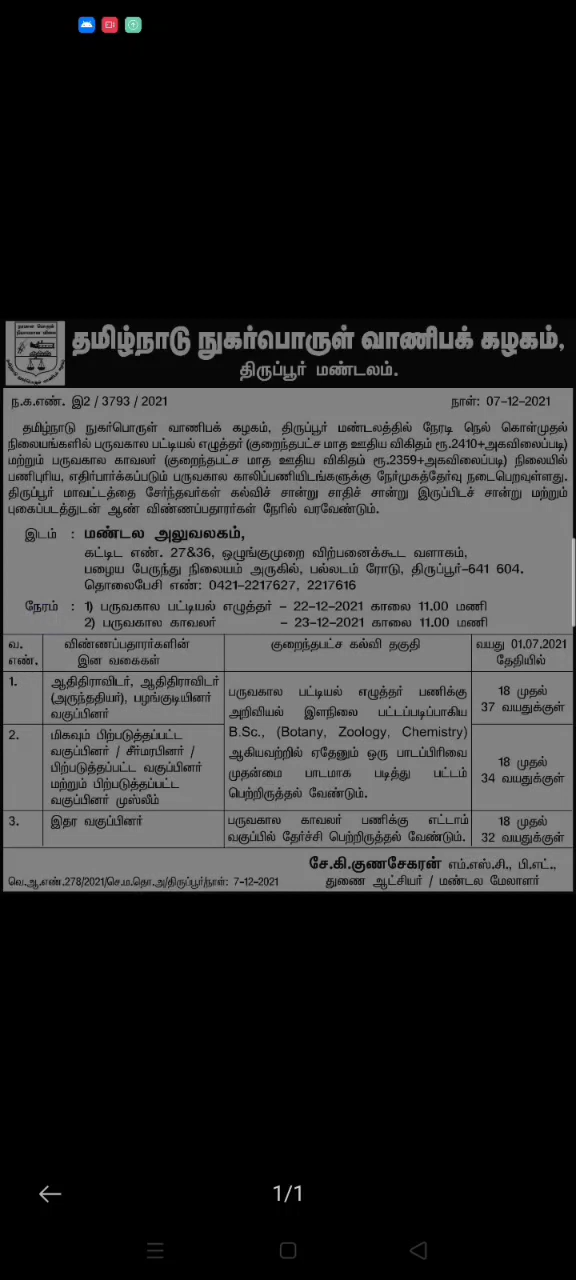 தமிழ்நாடு நுகர்பொருள் வாணிபக் கழகம்,
திருப்பூர் மண்டலம்.
ந.க.எண். இ2 / 3793 / 2021 நாள்: 07-12-2021
தமிழ்நாடு நுகர்பொருள் வாணிபக் கழகம், திருப்பூர் மண்டலத்தில் நேரடி நெல் கொள்முதல்
நிலையங்களில் பருவகால பட்டியல் எழுத்தர் (குறைந்தபட்ச மாத ஊதிய விகிதம் ரூ.2410+அகவிலைப்படி)
மற்றும் பருவகால காவலர் (குறைந்தபட்ச மாத ஊதிய விகிதம் ரூ.2359+அகவிலைப்படி) நிலையில்
பணிபுரிய, எதிர்பார்க்கப்படும் பருவகால காலிப்பணியிடங்களுக்கு நேர்முகத்தேர்வு நடைபெறவுள்ளது.
திருப்பூர் மாவட்டத்தை சேர்ந்தவர்கள் கல்விச் சான்று சாதிச் சான்று இருப்பிடச் சான்று மற்றும்
புகைப்படத்துடன் ஆண் விண்ணப்பதாரர்கள் நேரில் வரவேண்டும்.
இடம் : மண்டல அலுவலகம்,
கட்டிட எண். 27&36, ஒழுங்குமுறை விற்பனைக்கூட வளாகம்,
பழைய பேருந்து நிலையம் அருகில், பல்லடம் ரோடு, திருப்பூர்-641 604.
தொலைபேசி எண்: 0421-2217627, 2217616
நேரம் : 1) பருவகால பட்டியல் எழுத்தர் – 22-12-2021 காலை 11.00 மணி
2) பருவகால காவலர் – 23-12-2021 காலை 11.00 மணி
வ. எண். விண்ணப்பதாரர்களின் இன வகைகள் குறைந்தபட்ச கல்வி தகுதி வயது 01.07.2021 தேதியில்
1. ஆதிதிராவிடர், ஆதிதிராவிடர்
(அருந்ததியர்), பழங்குடியினர்
வகுப்பினர்
18 முதல்
37 வயதுக்குள்
2. மிகவும் பிற்படுத்தப்பட்ட
வகுப்பினர் / சீர்மரபினர் /
பிற்படுத்தப்பட்ட வகுப்பினர்
மற்றும் பிற்படுத்தப்பட்ட
வகுப்பினர் முஸ்லீம்
பருவகால பட்டியல் எழுத்தர் பணிக்கு
அறிவியல் இளநிலை பட்டப்படிப்பாகிய
B.Sc., (Botany, Zoology, Chemistry)
ஆகியவற்றில் ஏதேனும் ஒரு பாடப்பிரிவை
முதன்மை பாடமாக படித்து பட்டம்
பெற்றிருத்தல் வேண்டும்.
18 முதல்
34 வயதுக்குள்
3. இதர வகுப்பினர்
பருவகால காவலர் பணிக்கு எட்டாம்
வகுப்பில் தேர்ச்சி பெற்றிருத்தல் வேண்டும்.
18 முதல்
32 வயதுக்குள்
சே.கி.குணசேகரன் எம்.எஸ்.சி., பி.எட்.,
வெ.ஆ.எண்.278/2021/செ.ம.தொ.அ/திருப்பூர்/நாள்: 7-12-2021 துணை ஆட்சியர் / மண்டல மேலாளர்
1/1